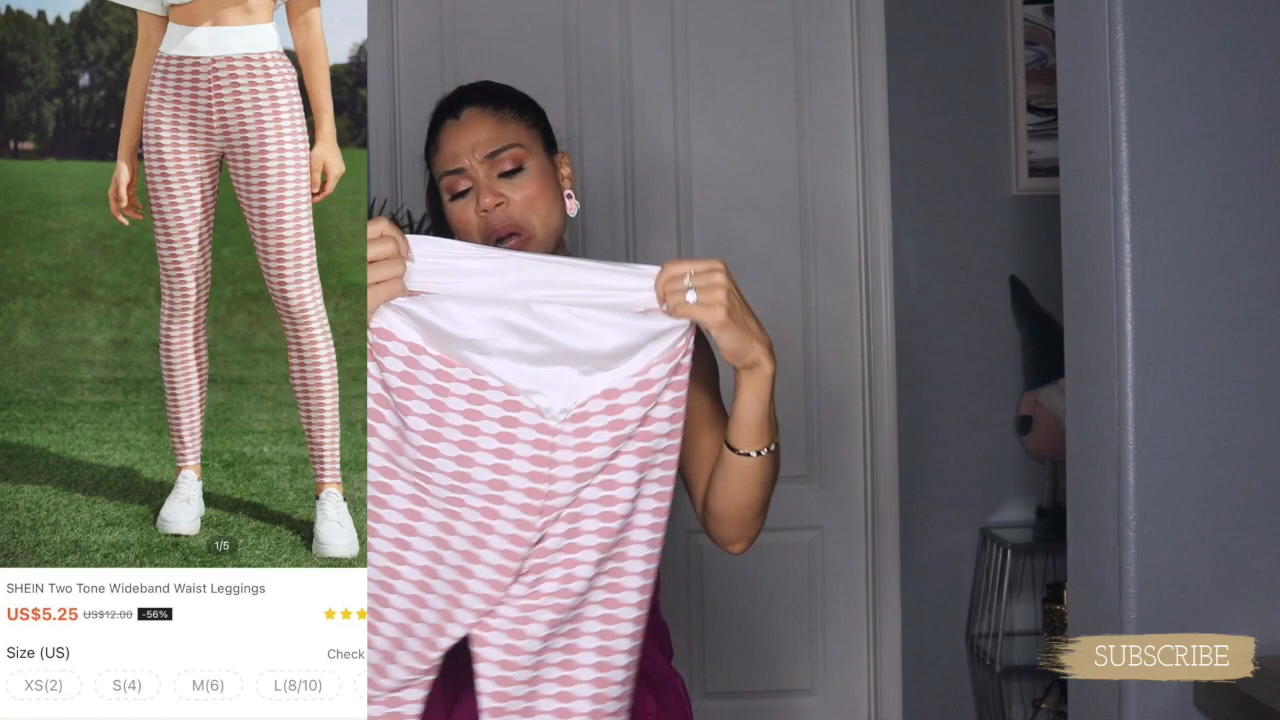 1/5
SHEIN Two Tone Wideband Waist Leggings
US$5.25 US$12.00 -56%
Size (US) Check
XS(2) S(4) M(6) L(8/10)
SUBSCRIBE